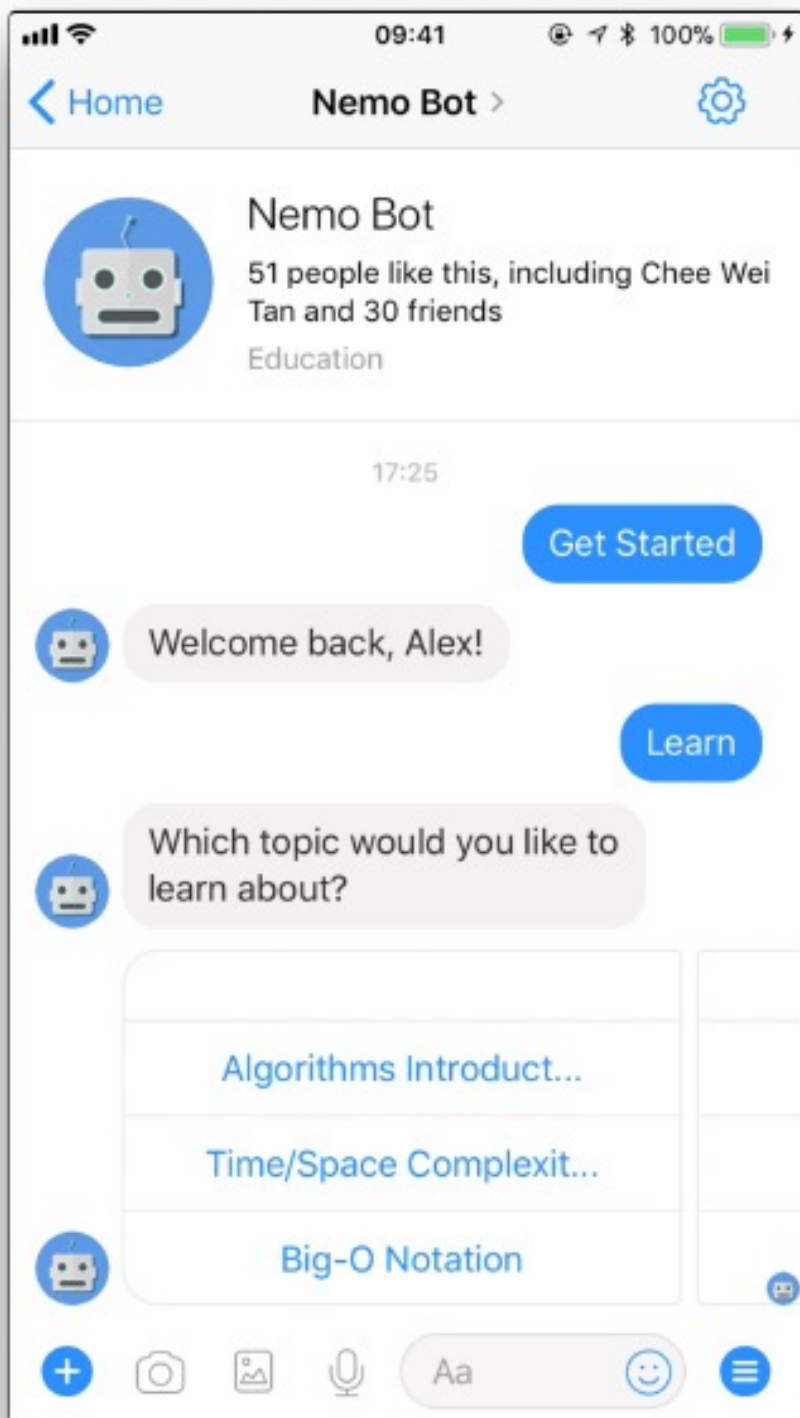 09:41 100%
Home Nemo Bot
Nemo Bot
51 people like this, including Chee Wei
Tan and 30 friends
Education
17:25
Get Started
Welcome back, Alex!
Learn
Which topic would you like to
learn about?
Algorithms Introduct...
Time/Space Complexit...
Big-O Notation
Aa